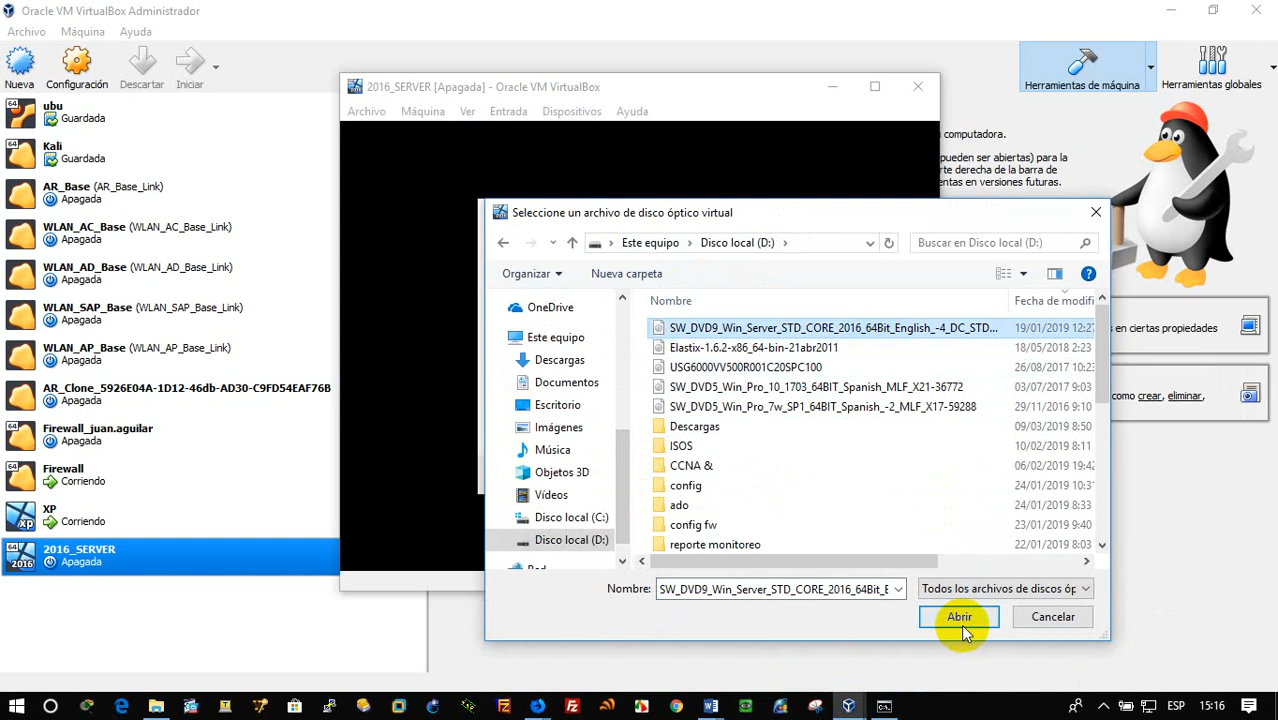 Oracle VM VirtualBox Administrador
Archivo Máquina Ayuda
Nueva Configuración Descartar Iniciar
Herramientas de máquina Herramientas globales
64 ubu
Guardada
64 Kali
Guardada
AR_Base (AR_Base_Link)
Apagada
WLAN_AC_Base (WLAN_AC_Base_Link)
Apagada
WLAN_AD_Base (WLAN_AD_Base_Link)
Apagada
WLAN_SAP_Base (WLAN_SAP_Base_Link)
Apagada
WLAN_AP_Base (WLAN_AP_Base_Link)
Apagada
AR_Clone_5926E04A-1D12-46db-AD30-C9FD54EAF76B
Apagada
64 Firewall_juan.aguilar
Apagada
64 Firewall
Corriendo
XP
xp Corriendo
64 2016_SERVER
2016 Apagada
2016_SERVER [Apagada] - Oracle VM VirtualBox
Archivo Máquina Ver Entrada Dispositivos Ayuda
computadora.
pueden ser abiertas) para la
rte derecha de la barra de
entas en versiones futuras.
en ciertas propiedades
como crear, eliminar,
Seleccione un archivo de disco óptico virtual
Este equipo Disco local (D:) Buscar en Disco local (D:)
Organizar Nueva carpeta
OneDrive
Este equipo
Descargas
Documentos
Escritorio
Imágenes
Música
Objetos 3D
Vídeos
Disco local (C:)
Disco local (D:)
Nombre Fecha de modifi
SW_DVD9_Win_Server_STD_CORE_2016_64Bit_English_-4_DC_STD... 19/01/2019 12:27
Elastix-1.6.2-x86_64-bin-21abr2011 18/05/2018 2:23
USG6000VV500R001C20SPC100 26/08/2017 10:23
SW_DVD5_Win_Pro_10_1703_64BIT_Spanish_MLF_X21-36772 03/07/2017 9:03
SW_DVD5_Win_Pro_7w_SP1_64BIT_Spanish_-2_MLF_X17-59288 29/11/2016 9:10
Descargas 09/03/2019 8:50
ISOS 10/02/2019 8:11
CCNA & 06/02/2019 19:42
config 24/01/2019 10:31
ado 24/01/2019 8:33
config fw 23/01/2019 9:40
reporte monitoreo 22/01/2019 8:03
Nombre: SW_DVD9_Win_Server_STD_CORE_2016_64Bit_E Todos los archivos de discos óp
Abrir Cancelar
ESP 15:16